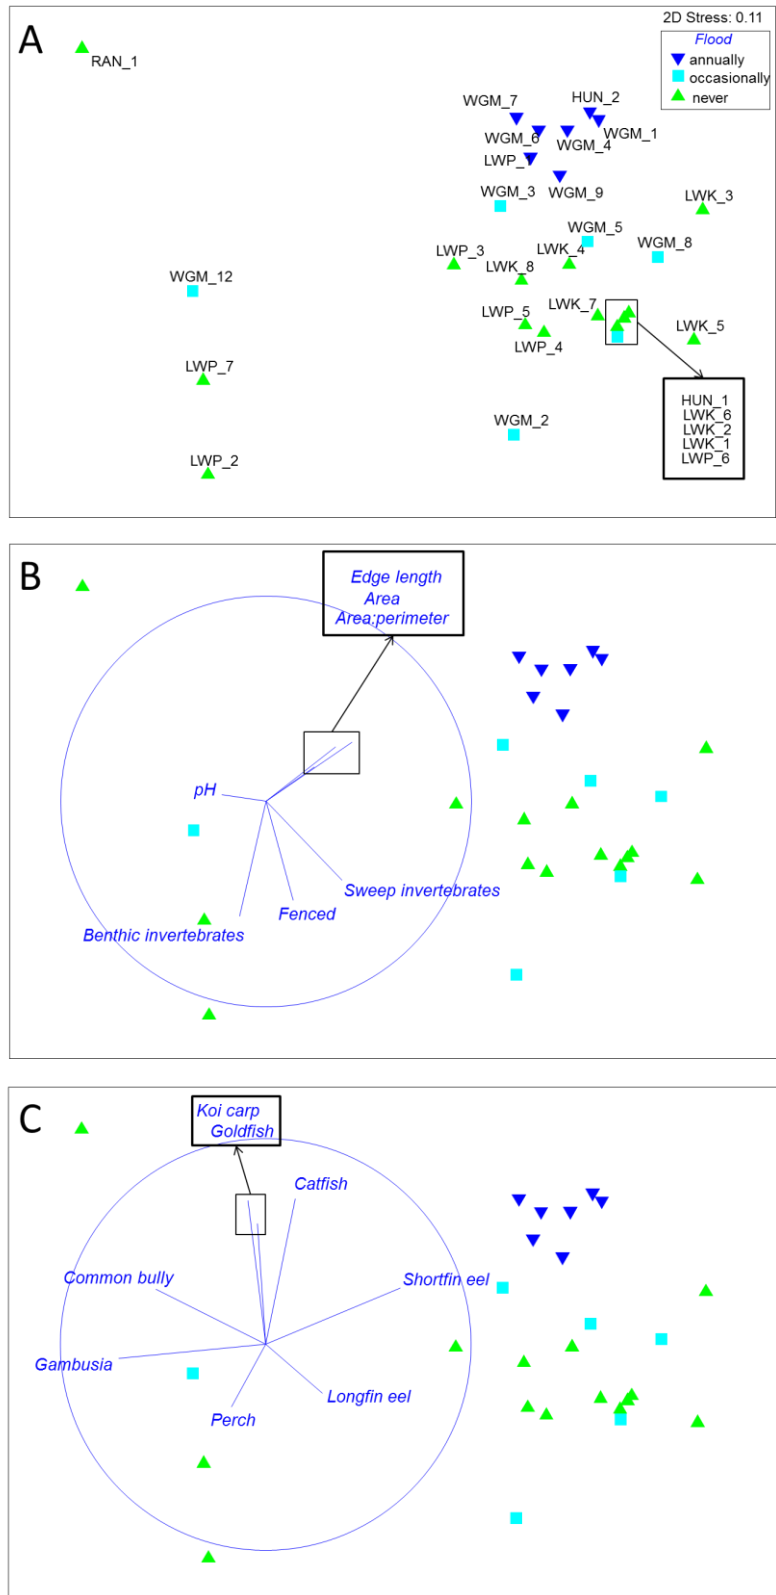 A
2D Stress: 0.11
Flood
annually
occasionally
never
RAN_1
WGM_7
HUN_2
WGM_6
WGM_4
WGM_1
LWP_1
WGM_3
WGM_9
LWK_3
WGM_5
WGM_8
LWP_3
LWK_4
LWK_8
WGM_12
LWP_5
LWK_7
LWP_4
LWK_5
LWP_7
HUN_1
LWK_6
LWK_2
LWK_1
LWP_6
WGM_2
LWP_2
B
Edge length
Area
Area:perimeter
pH
Sweep invertebrates
Fenced
Benthic invertebrates
C
Koi carp
Goldfish
Catfish
Common bully
Shortfin eel
Gambusia
Longfin eel
Perch